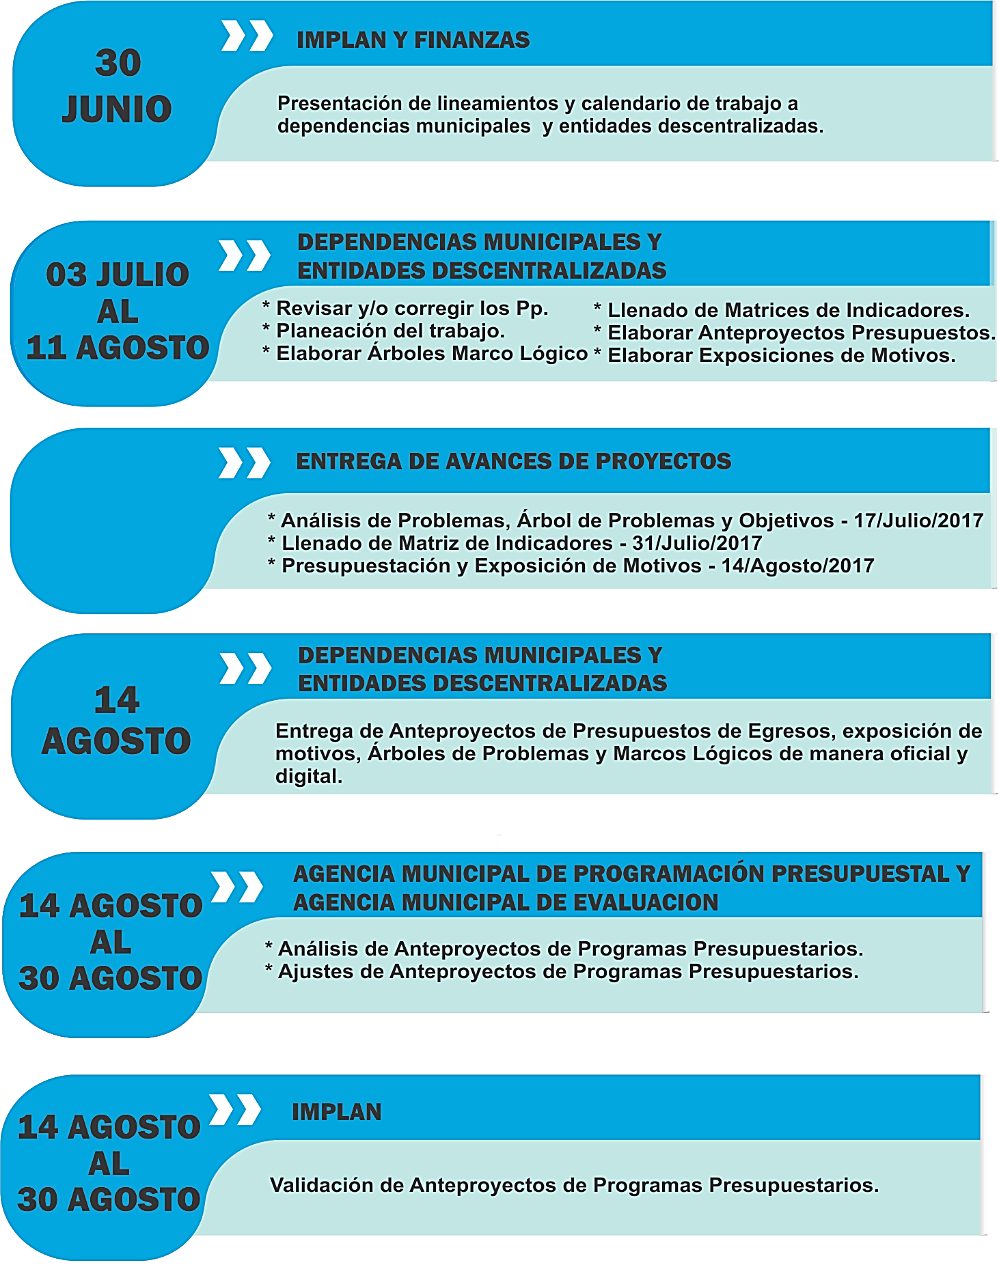 30
JUNIO
IMPLAN Y FINANZAS
Presentación de lineamientos y calendario de trabajo a
dependencias municipales y entidades descentralizadas.
03 JULIO
AL
11 AGOSTO
DEPENDENCIAS MUNICIPALES Y
ENTIDADES DESCENTRALIZADAS
* Revisar y/o corregir los Pp.
* Planeación del trabajo.
* Elaborar Árboles Marco Lógico
* Llenado de Matrices de Indicadores.
* Elaborar Anteproyectos Presupuestos.
* Elaborar Exposiciones de Motivos.
ENTREGA DE AVANCES DE PROYECTOS
* Análisis de Problemas, Árbol de Problemas y Objetivos - 17/Julio/2017
* Llenado de Matriz de Indicadores - 31/Julio/2017
* Presupuestación y Exposición de Motivos - 14/Agosto/2017
14
AGOSTO
DEPENDENCIAS MUNICIPALES Y
ENTIDADES DESCENTRALIZADAS
Entrega de Anteproyectos de Presupuestos de Egresos, exposición de
motivos, Árboles de Problemas y Marcos Lógicos de manera oficial y
digital.
14 AGOSTO
AL
30 AGOSTO
AGENCIA MUNICIPAL DE PROGRAMACIÓN PRESUPUESTAL Y
AGENCIA MUNICIPAL DE EVALUACION
* Análisis de Anteproyectos de Programas Presupuestarios.
* Ajustes de Anteproyectos de Programas Presupuestarios.
14 AGOSTO
AL
30 AGOSTO
IMPLAN
Validación de Anteproyectos de Programas Presupuestarios.